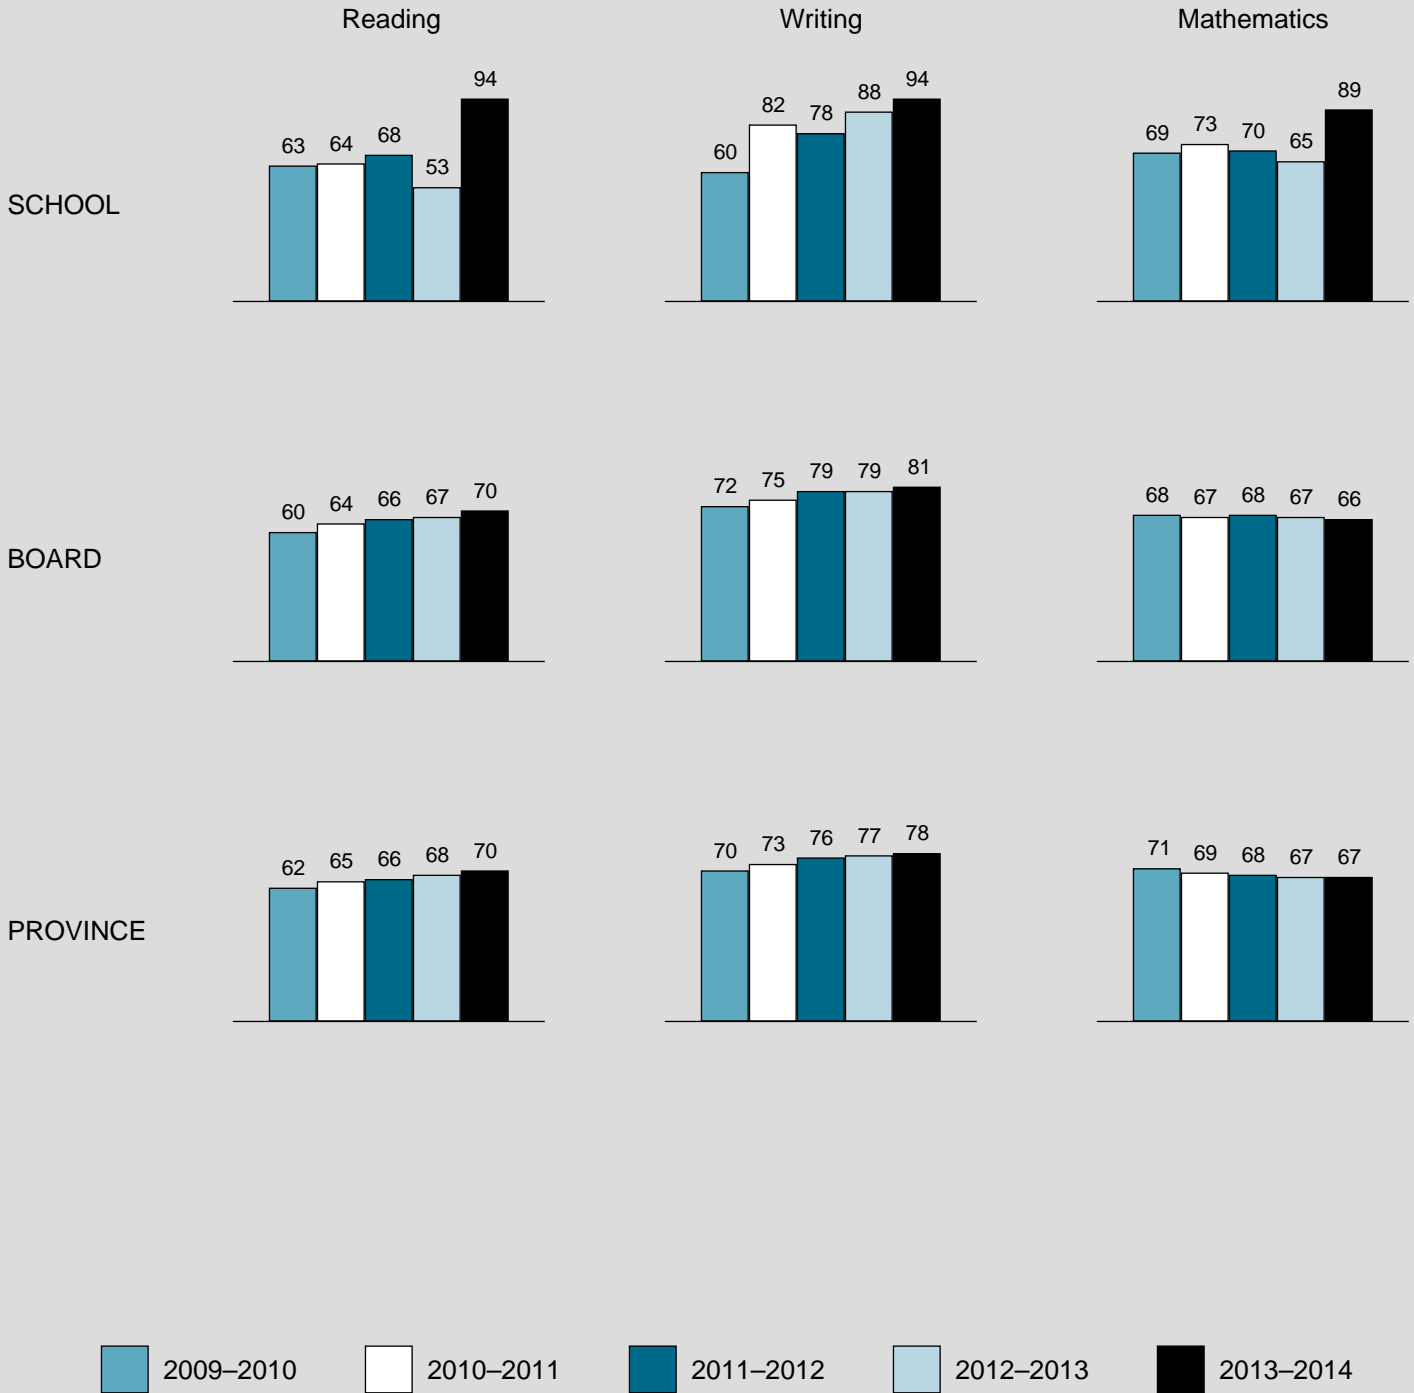 Reading Writing Mathematics
SCHOOL
63 64 68 53 94
60 82 78 88 94
69 73 70 65 89
BOARD
60 64 66 67 70
72 75 79 79 81
68 67 68 67 66
PROVINCE
62 65 66 68 70
70 73 76 77 78
71 69 68 67 67
2009–2010 2010–2011 2011–2012 2012–2013 2013–2014